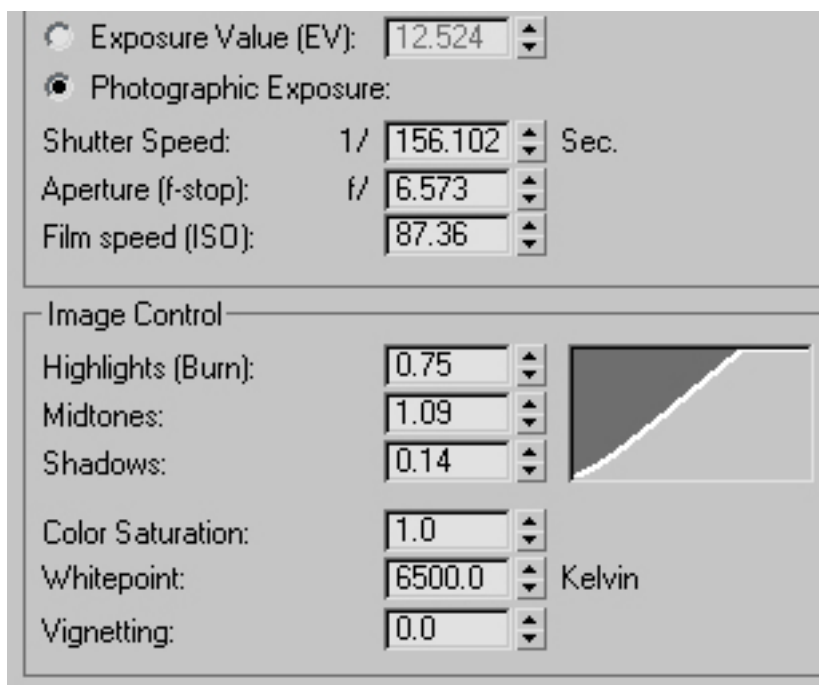 Exposure Value (EV): 12.524
Photographic Exposure:
Shutter Speed: 1/ 156.102 Sec.
Aperture (f-stop): f/ 6.573
Film speed (ISO): 87.36
Image Control
Highlights (Burn): 0.75
Midtones: 1.09
Shadows: 0.14
Color Saturation: 1.0
Whitepoint: 6500.0 Kelvin
Vignetting: 0.0